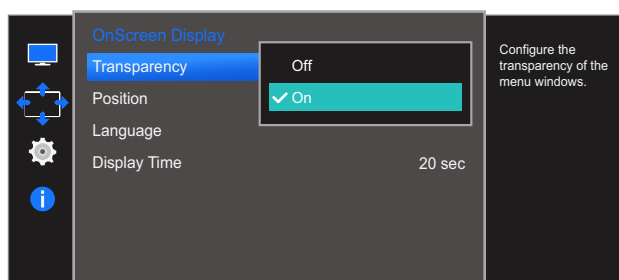 OnScreen Display
Transparency
Off
On
Position
Language
Display Time 20 sec
Configure the
transparency of the
menu windows.
i